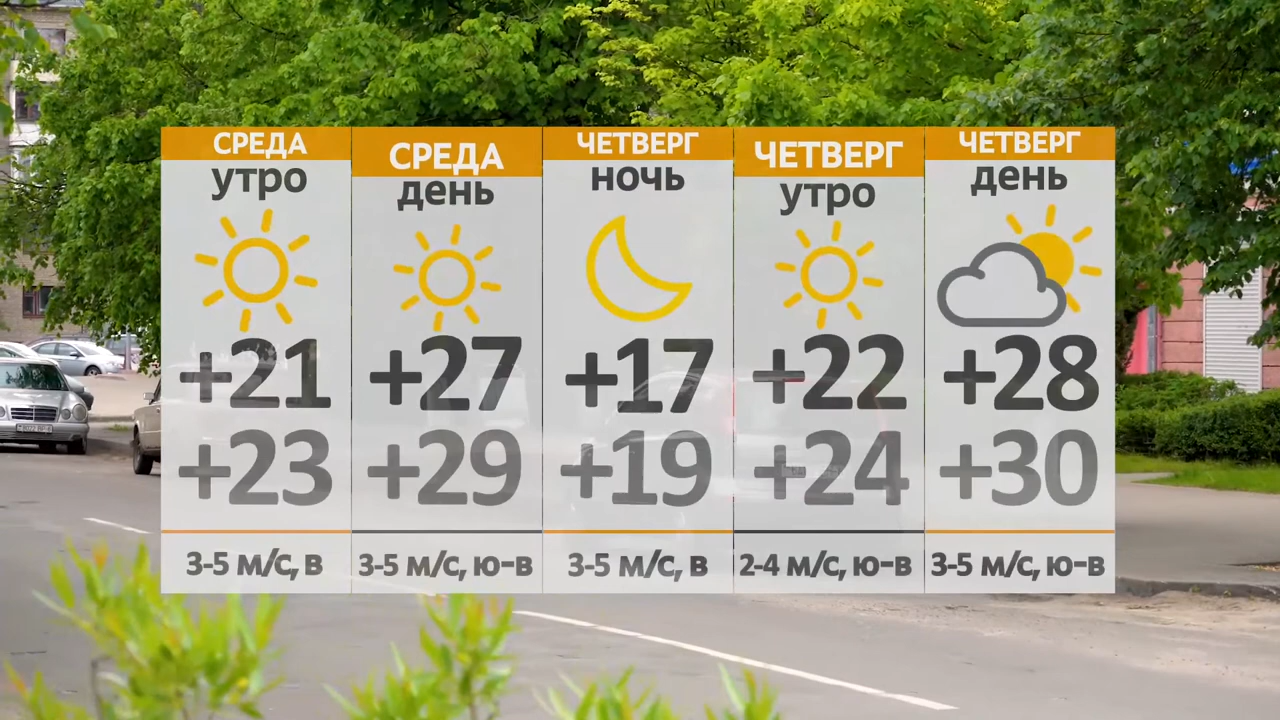 СРЕДА
утро
+21
+23
3-5 м/с, в
СРЕДА
день
+27
+29
3-5 м/с, ю-в
ЧЕТВЕРГ
ночь
+17
+19
3-5 м/с, в
ЧЕТВЕРГ
утро
+22
+24
2-4 м/с, ю-в
ЧЕТВЕРГ
день
+28
+30
3-5 м/с, ю-в